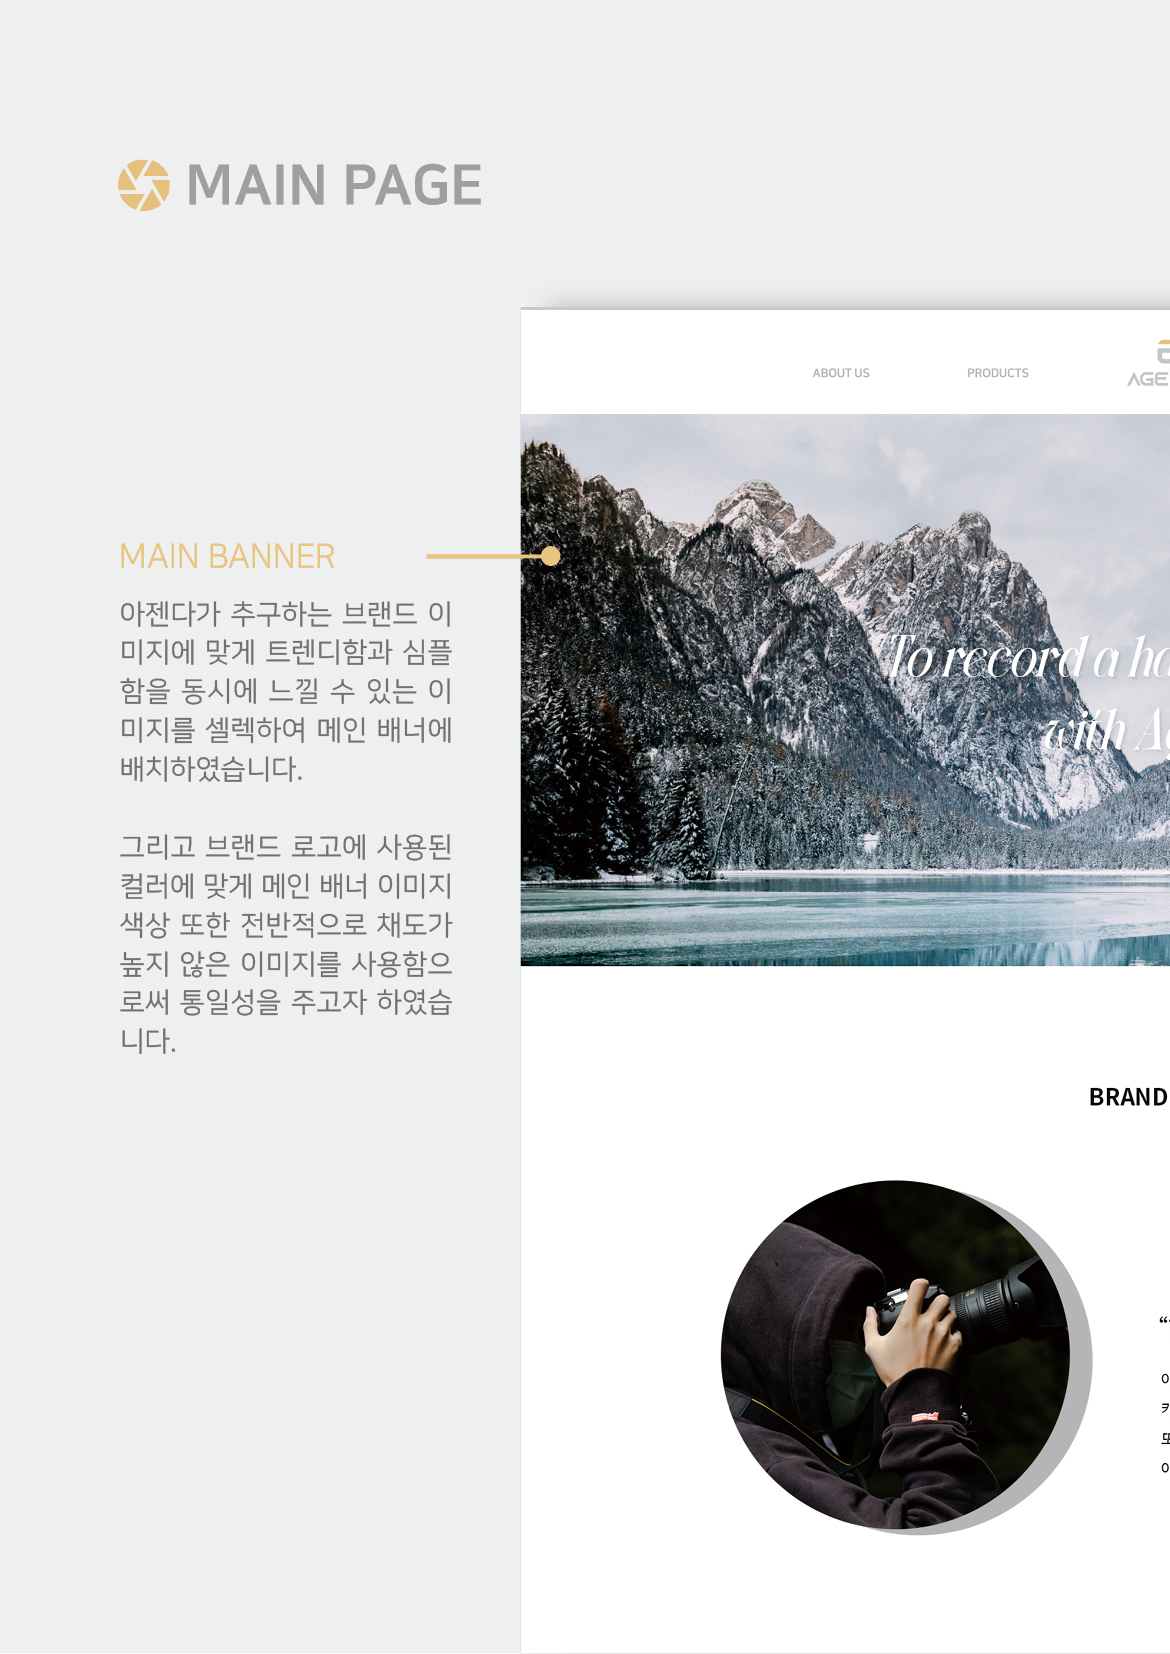 MAIN PAGE
ABOUT US
PRODUCTS
AGE
MAIN BANNER
아젠다가 추구하는 브랜드 이
미지에 맞게 트렌디함과 심플
함을 동시에 느낄 수 있는 이
미지를 셀렉하여 메인 배너에
배치하였습니다.
그리고 브랜드 로고에 사용된
컬러에 맞게 메인 배너 이미지
색상 또한 전반적으로 채도가
높지 않은 이미지를 사용함으
로써 통일성을 주고자 하였습
니다.
To record a ha
with Ag
BRAND